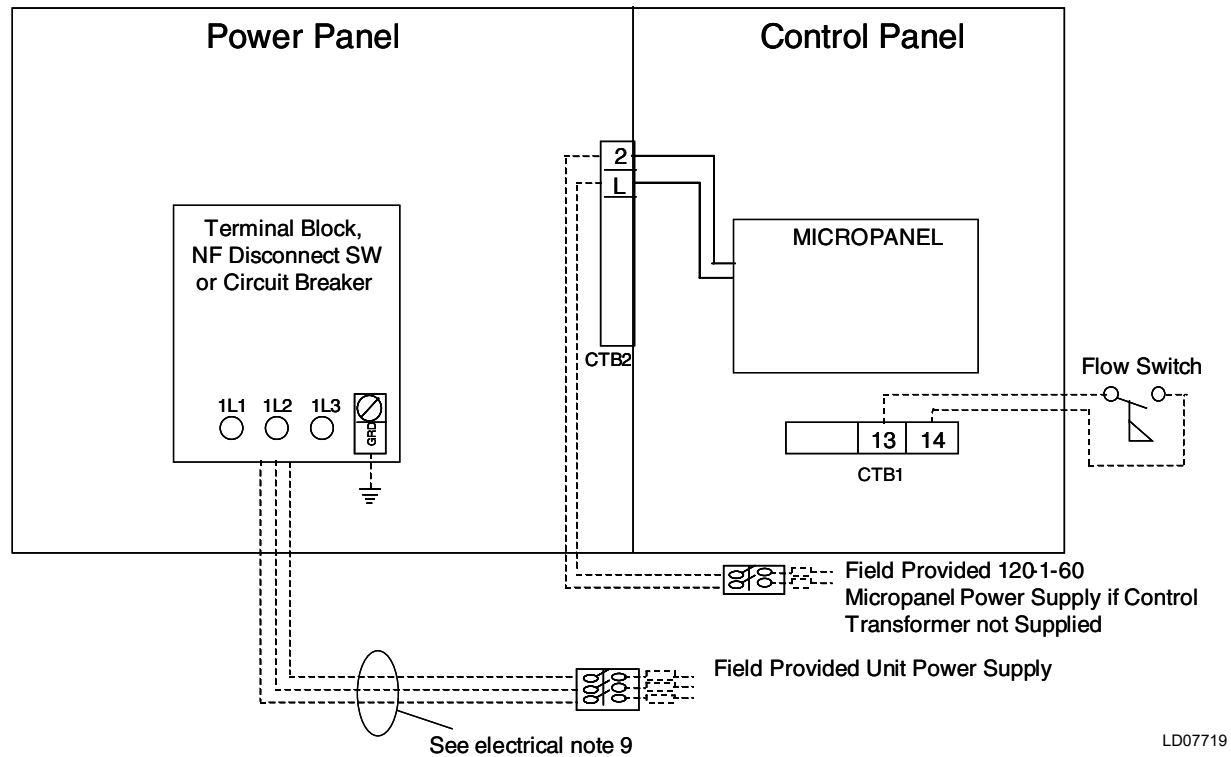 Power Panel
Control Panel
2
L
Terminal Block,
NF Disconnect SW
or Circuit Breaker
MICROPANEL
CTB2
Flow Switch
1L1 1L2 1L3
GRD
13 14
CTB1
Field Provided 120-1-60
Micropanel Power Supply if Control
Transformer not Supplied
Field Provided Unit Power Supply
See electrical note 9
LD07719